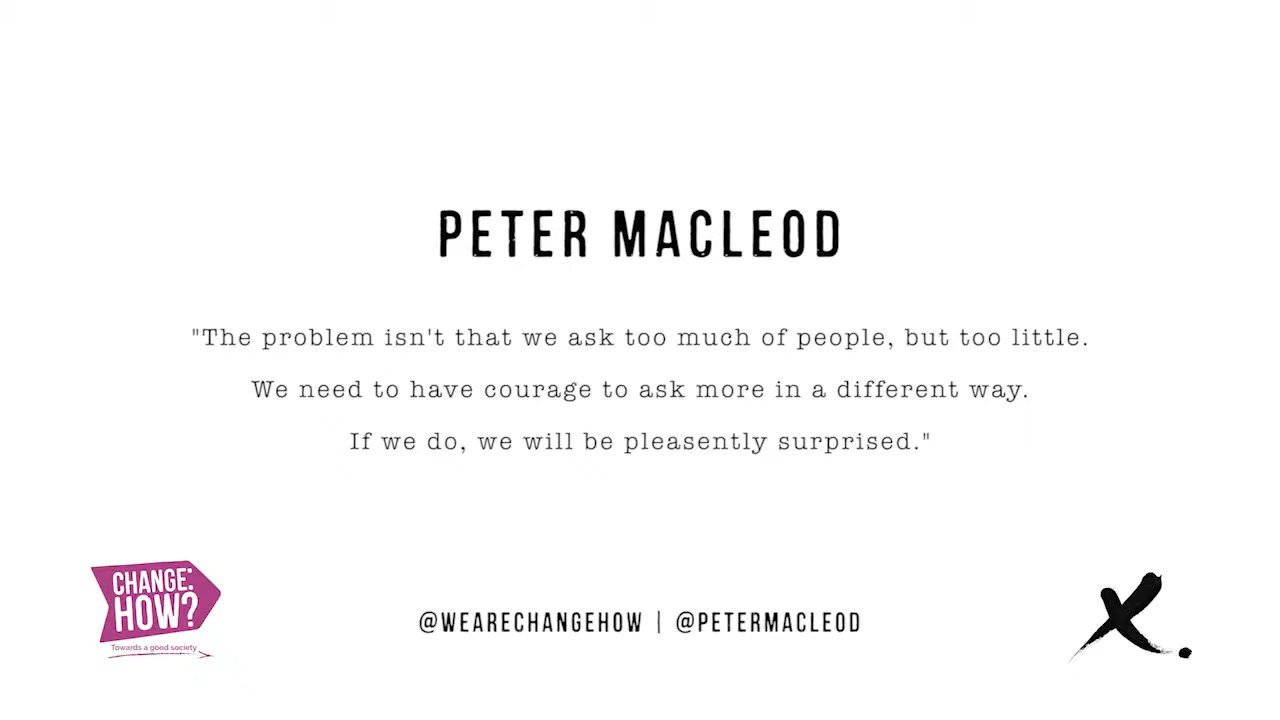 PETER MACLEOD
"The problem isn't that we ask too much of people, but too little.
We need to have courage to ask more in a different way.
If we do, we will be pleasently surprised."
CHANGE:
HOW?
Towards a good society
@WEARECHANGEHOW | @PETERMACLEOD
X.